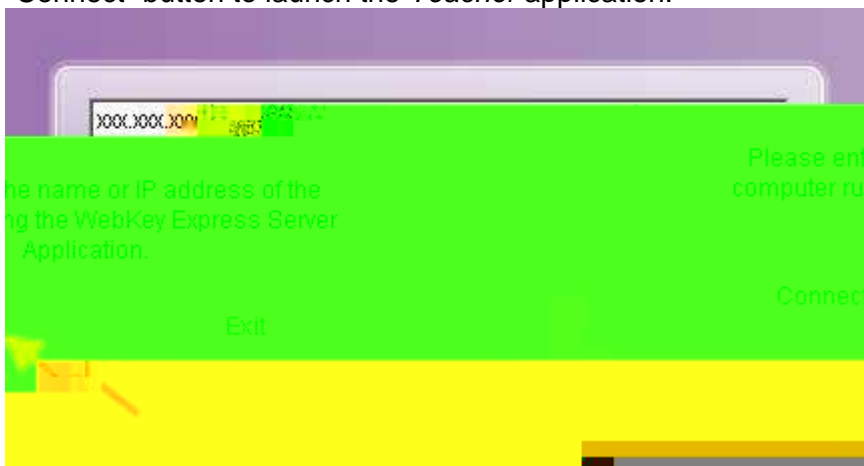 "Connect" button to launch the Teacher application.
XXX.XXX.XXX
Please ent
he name or IP address of the
computer ru
ng the WebKey Express Server
Application.
Connect
Exit